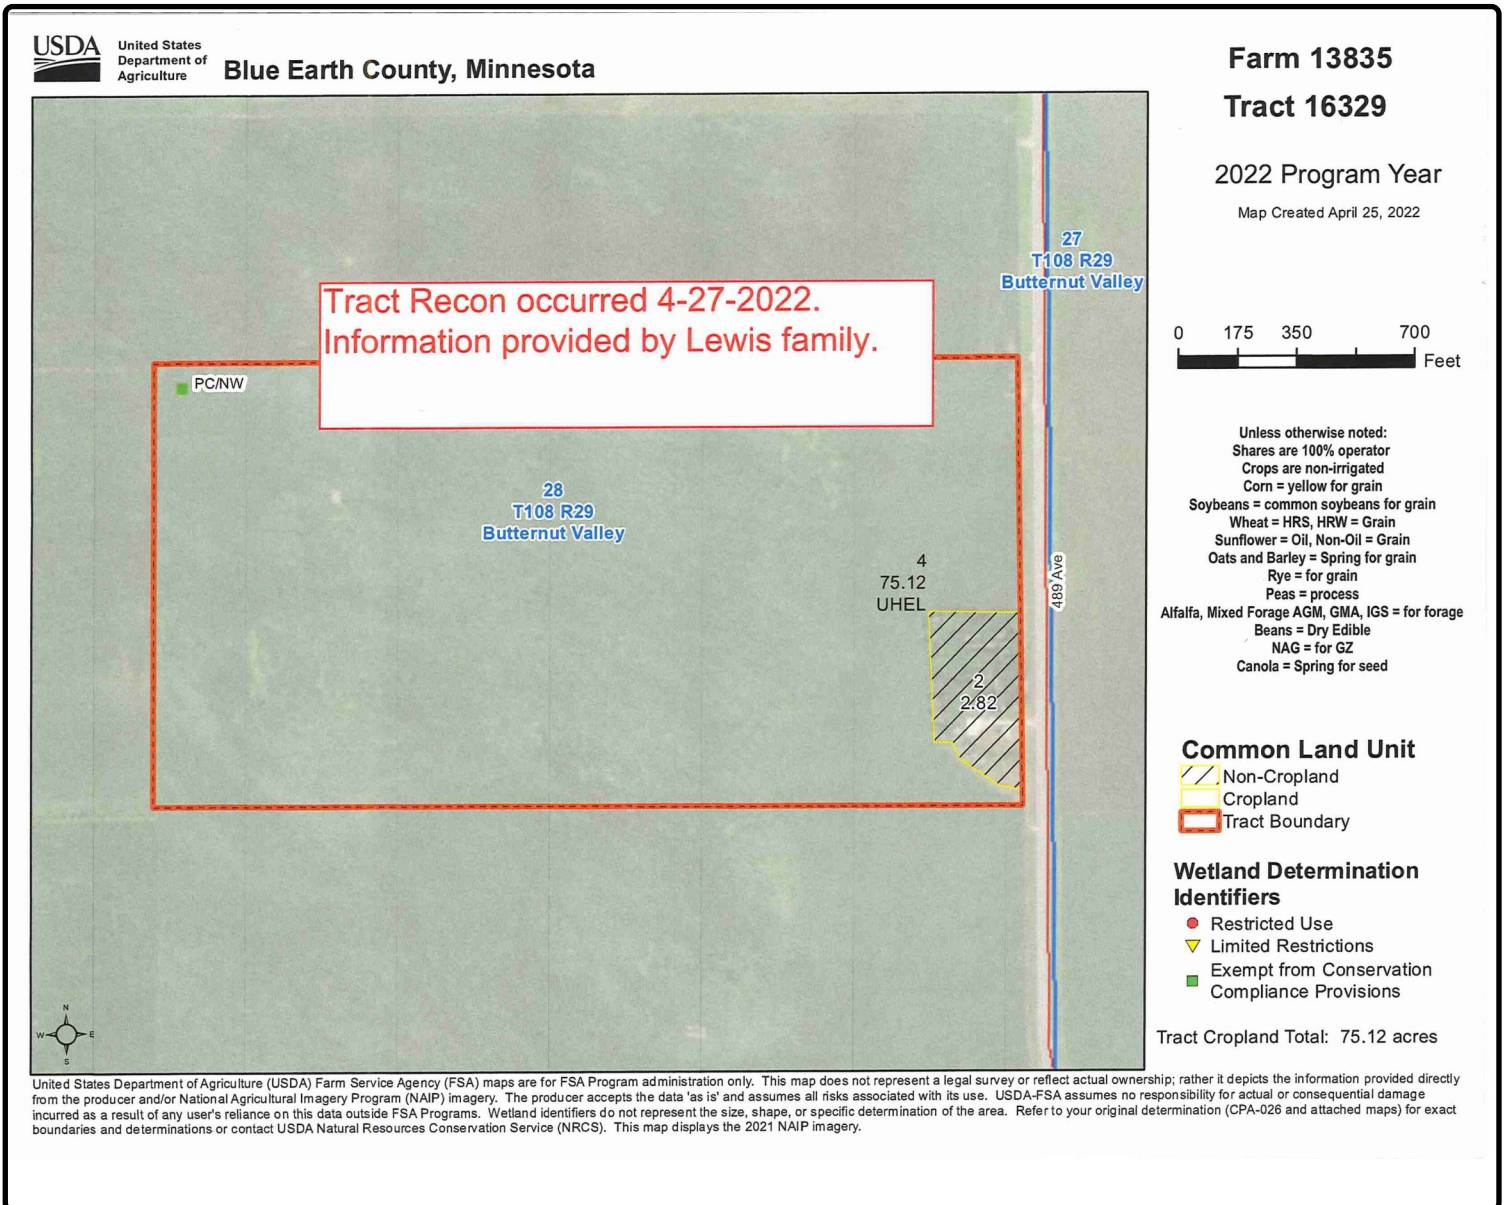 USDA
United States
Department of
Agriculture
Blue Earth County, Minnesota
Farm 13835
Tract 16329
2022 Program Year
Map Created April 25, 2022
27
T108 R29
Butternut Valley
Tract Recon occurred 4-27-2022.
Information provided by Lewis family.
0 175 350 700
Feet
PC/NW
28
T108 R29
Butternut Valley
4
75.12
UHEL
489 Ave
2
2.82
Unless otherwise noted:
Shares are 100% operator
Crops are non-irrigated
Corn = yellow for grain
Soybeans = common soybeans for grain
Wheat = HRS, HRW = Grain
Sunflower = Oil, Non-Oil = Grain
Oats and Barley = Spring for grain
Rye = for grain
Peas = process
Alfalfa, Mixed Forage AGM, GMA, IGS = for forage
Beans = Dry Edible
NAG = for GZ
Canola = Spring for seed
Common Land Unit
Non-Cropland
Cropland
Tract Boundary
Wetland Determination
Identifiers
Restricted Use
Limited Restrictions
Exempt from Conservation
Compliance Provisions
Tract Cropland Total: 75.12 acres
N
W E
S
United States Department of Agriculture (USDA) Farm Service Agency (FSA) maps are for FSA Program administration only. This map does not represent a legal survey or reflect actual ownership; rather it depicts the information provided directly
from the producer and/or National Agricultural Imagery Program (NAIP) imagery. The producer accepts the data 'as is' and assumes all risks associated with its use. USDA-FSA assumes no responsibility for actual or consequential damage
incurred as a result of any user's reliance on this data outside FSA Programs. Wetland identifiers do not represent the size, shape, or specific determination of the area. Refer to your original determination (CPA-026 and attached maps) for exact
boundaries and determinations or contact USDA Natural Resources Conservation Service (NRCS). This map displays the 2021 NAIP imagery.